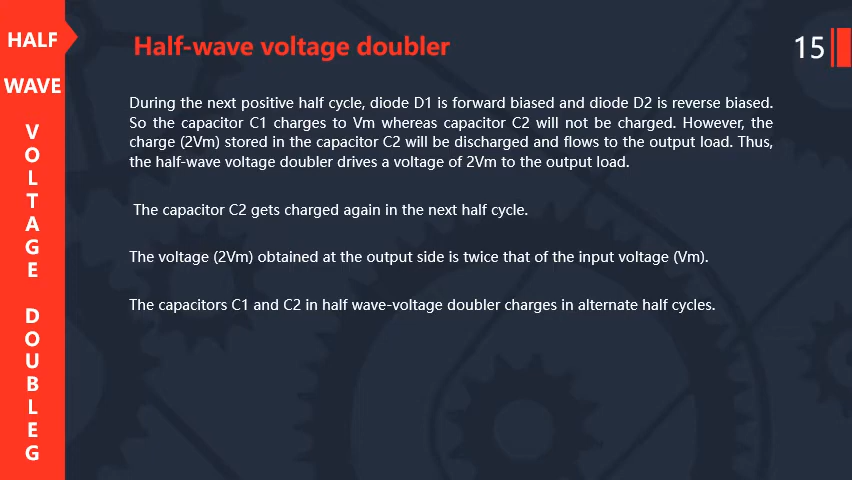 HALF
WAVE
V
O
L
T
A
G
E
D
O
U
B
L
E
G
Half-wave voltage doubler
15
During the next positive half cycle, diode D1 is forward biased and diode D2 is reverse biased.
So the capacitor C1 charges to Vm whereas capacitor C2 will not be charged. However, the
charge (2Vm) stored in the capacitor C2 will be discharged and flows to the output load. Thus,
the half-wave voltage doubler drives a voltage of 2Vm to the output load.
The capacitor C2 gets charged again in the next half cycle.
The voltage (2Vm) obtained at the output side is twice that of the input voltage (Vm).
The capacitors C1 and C2 in half wave-voltage doubler charges in alternate half cycles.